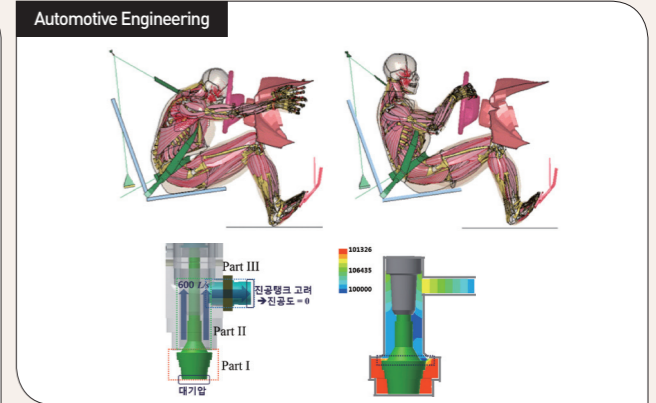 Automotive Engineering
Part III
600 L/s
진공탱크 고려
➔진공도 = 0
Part II
Part I
대기압
101326
106435
100000